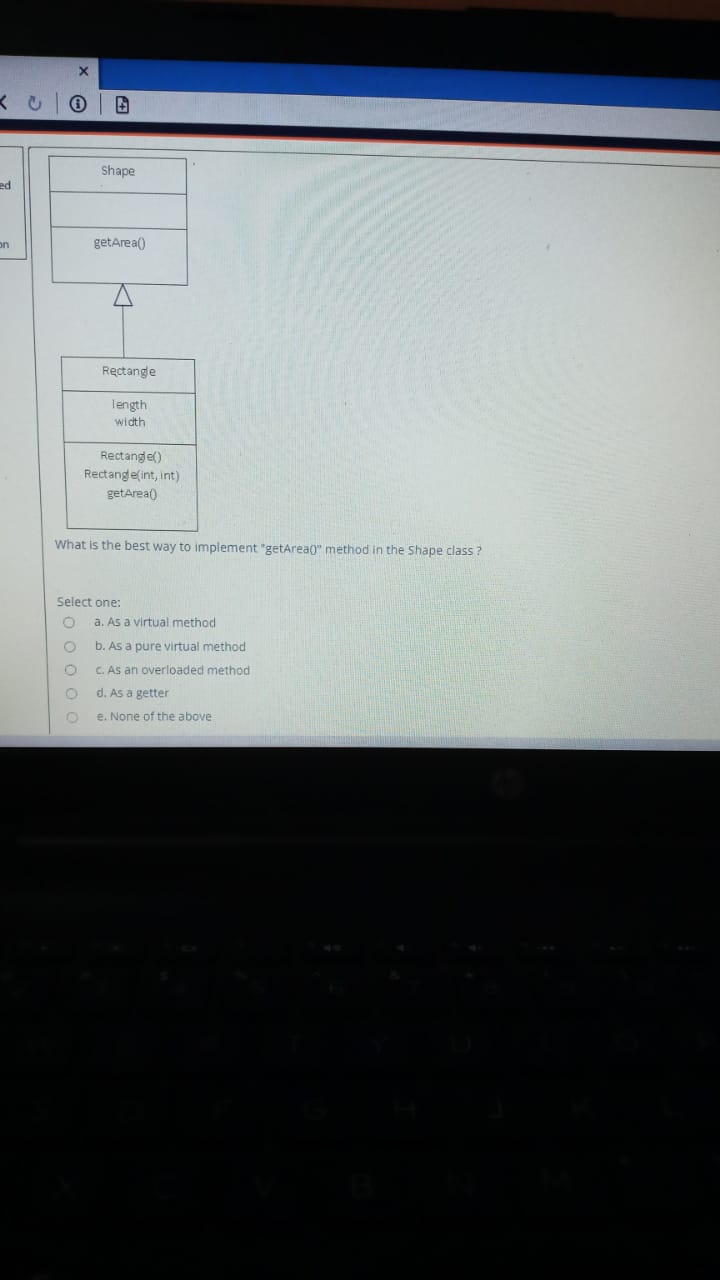 Shape
ed
getArea()
on
Rectangle
length
width
Rectangle()
Rectangle(int, int)
getArea()
What is the best way to implement "getArea()" method in the Shape class ?
Select one:
a. As a virtual method
b. As a pure virtual method
c. As an overloaded method
d. As a getter
e. None of the above